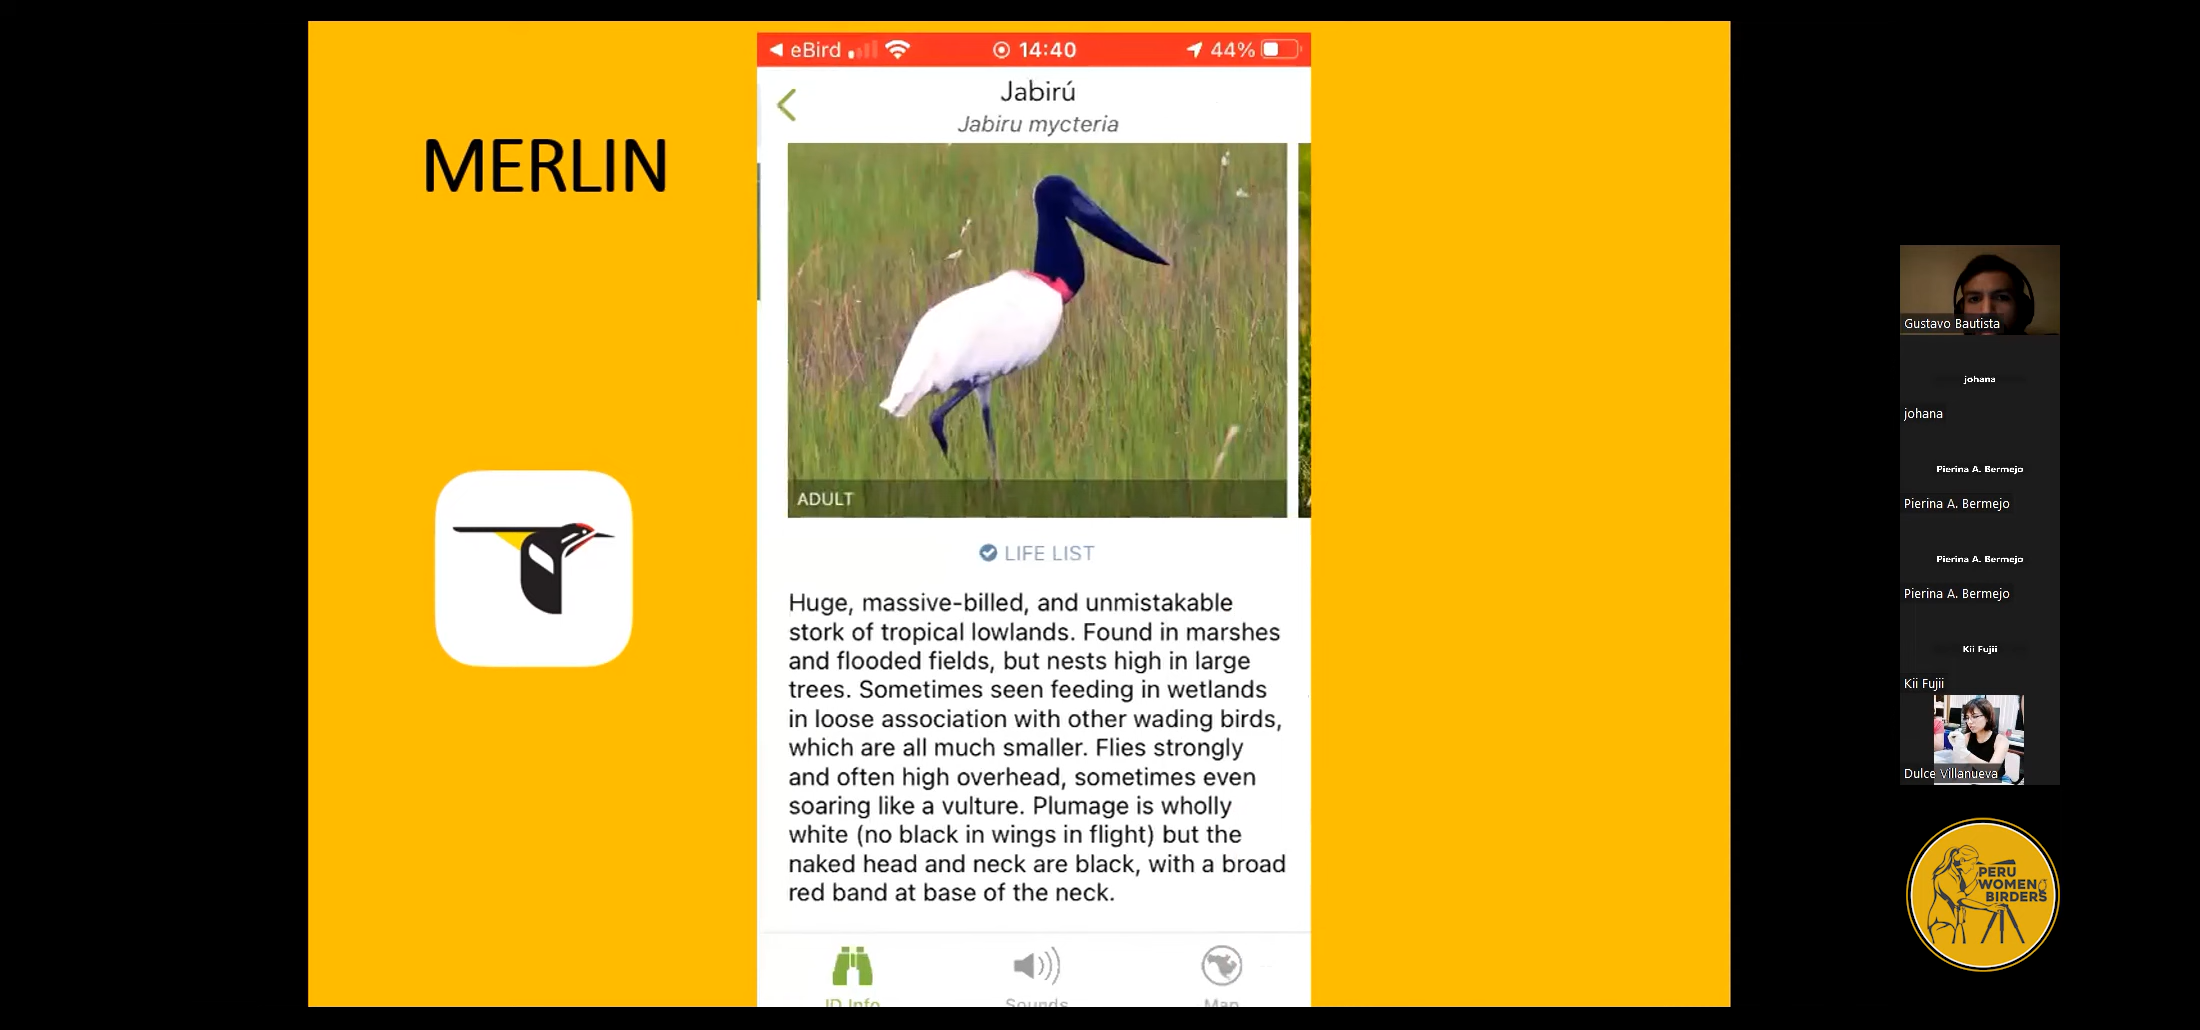 MERLIN
eBird 14:40 44%
Jabirú
Jabiru mycteria
ADULT
LIFE LIST
Huge, massive-billed, and unmistakable
stork of tropical lowlands. Found in marshes
and flooded fields, but nests high in large
trees. Sometimes seen feeding in wetlands
in loose association with other wading birds,
which are all much smaller. Flies strongly
and often high overhead, sometimes even
soaring like a vulture. Plumage is wholly
white (no black in wings in flight) but the
naked head and neck are black, with a broad
red band at base of the neck.
ID Info Sounds Map
Gustavo Bautista
johana
johana
Pierina A. Bermejo
Pierina A. Bermejo
Pierina A. Bermejo
Pierina A. Bermejo
Kii Fujii
Kii Fujii
Dulce Villanueva
PERU
WOMEN
BIRDERS